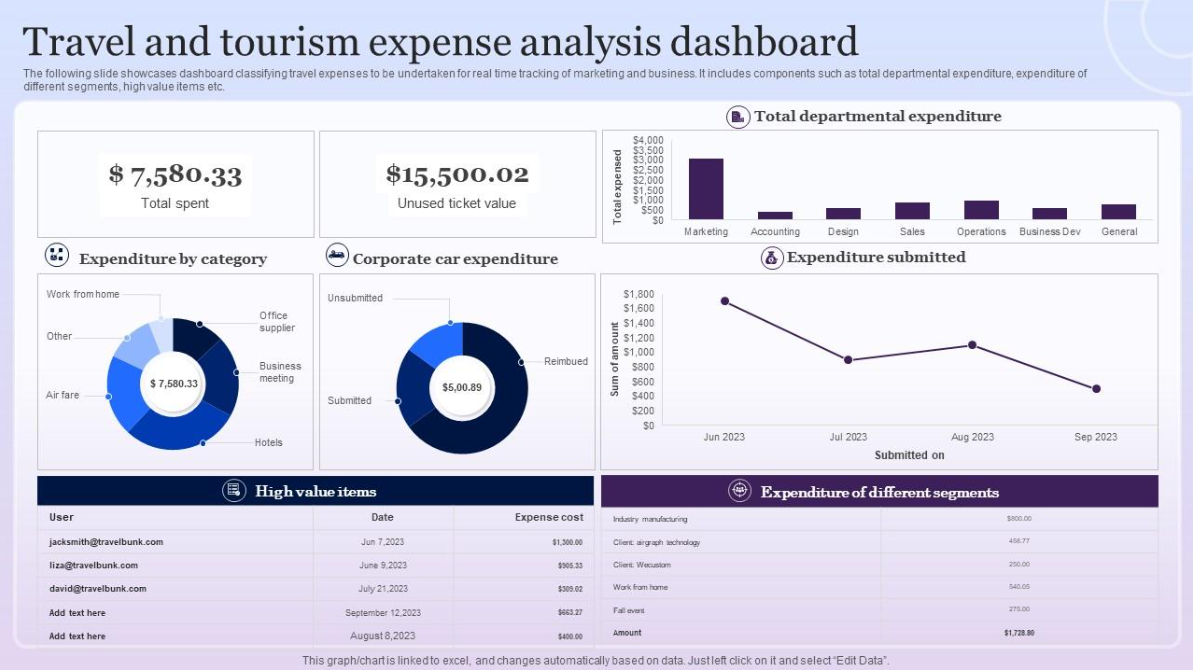 Travel and tourism expense analysis dashboard
The following slide showcases dashboard classifying travel expenses to be undertaken for real time tracking of marketing and business. It includes components such as total departmental expenditure, expenditure of
different segments, high value items etc.
$ 7,580.33
Total spent
$15,500.02
Unused ticket value
Total departmental expenditure
Total expensed
$4,000
$3,500
$3,000
$2,500
$2,000
$1,500
$1,000
$500
$0
Marketing
Accounting
Design
Sales
Operations
Business Dev
General
Expenditure by category
Work from home
Office
supplier
Other
Business
meeting
$ 7,580.33
Air fare
Hotels
Corporate car expenditure
Unsubmitted
Reimbued
$5,00.89
Submitted
Expenditure submitted
Sum of amount
$1,800
$1,600
$1,400
$1,200
$1,000
$800
$600
$400
$200
$0
Jun 2023
Jul 2023
Aug 2023
Sep 2023
Submitted on
High value items
User Date Expense cost
jacksmith@travelbunk.com Jun 7,2023 $1,300.00
liza@travelbunk.com June 9,2023 $905.33
david@travelbunk.com July 21,2023 $309.02
Add text here September 12,2023 $663.27
Add text here August 8,2023 $400.00
Expenditure of different segments
Industry manufacturing $800.00
Client: airgraph technology 456.77
Client: Wecustom 250.00
Work from home 540.05
Fall event 275.00
Amount $1,728.80
This graph/chart is linked to excel, and changes automatically based on data. Just left click on it and select “Edit Data”.